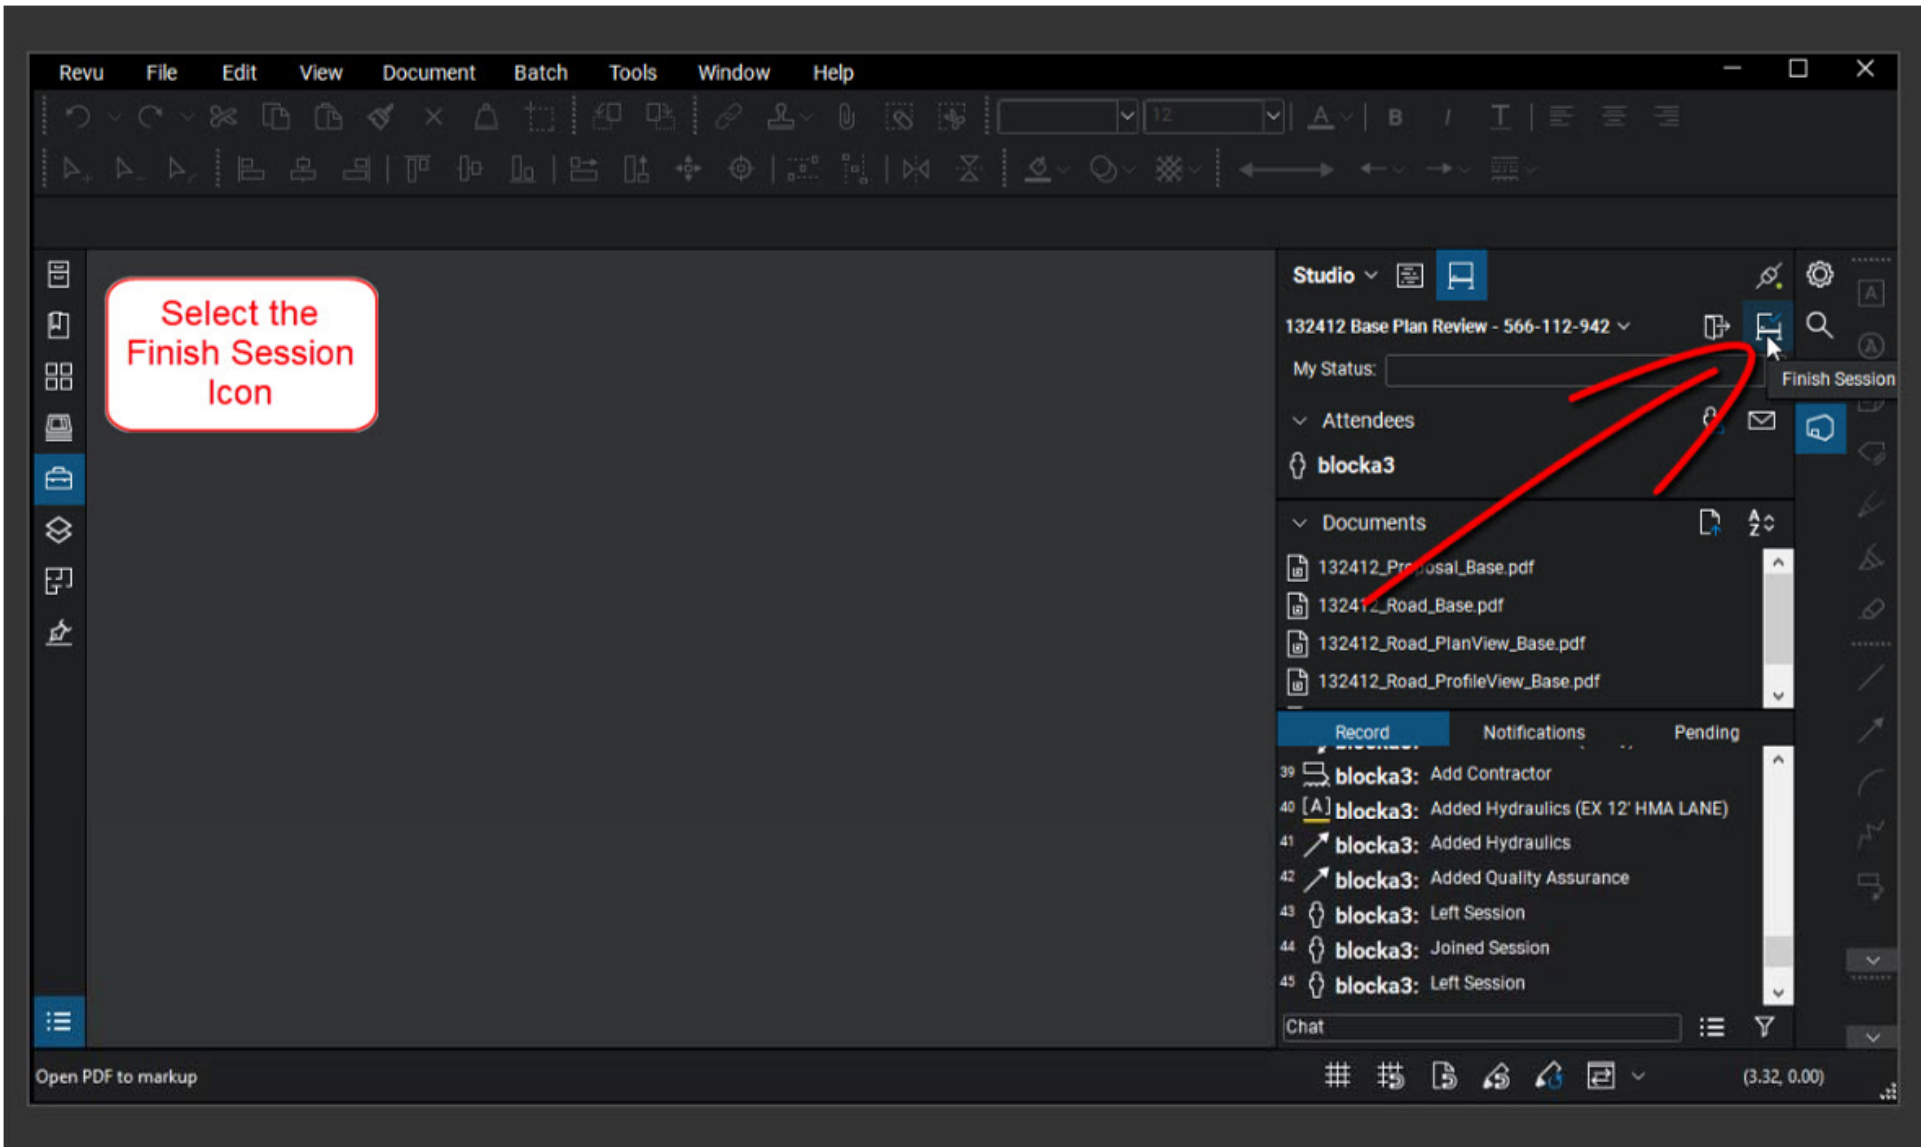 Revu File Edit View Document Batch Tools Window Help
12
Select the
Finish Session
Icon
Studio
132412 Base Plan Review - 566-112-942
My Status:
Finish Session
Attendees
blocka3
Documents
132412_Proposal_Base.pdf
132412_Road_Base.pdf
132412_Road_PlanView_Base.pdf
132412_Road_ProfileView_Base.pdf
Record Notifications Pending
39 blocka3: Add Contractor
40 blocka3: Added Hydraulics (EX 12' HMA LANE)
41 blocka3: Added Hydraulics
42 blocka3: Added Quality Assurance
43 blocka3: Left Session
44 blocka3: Joined Session
45 blocka3: Left Session
Chat
Open PDF to markup (3.32, 0.00)